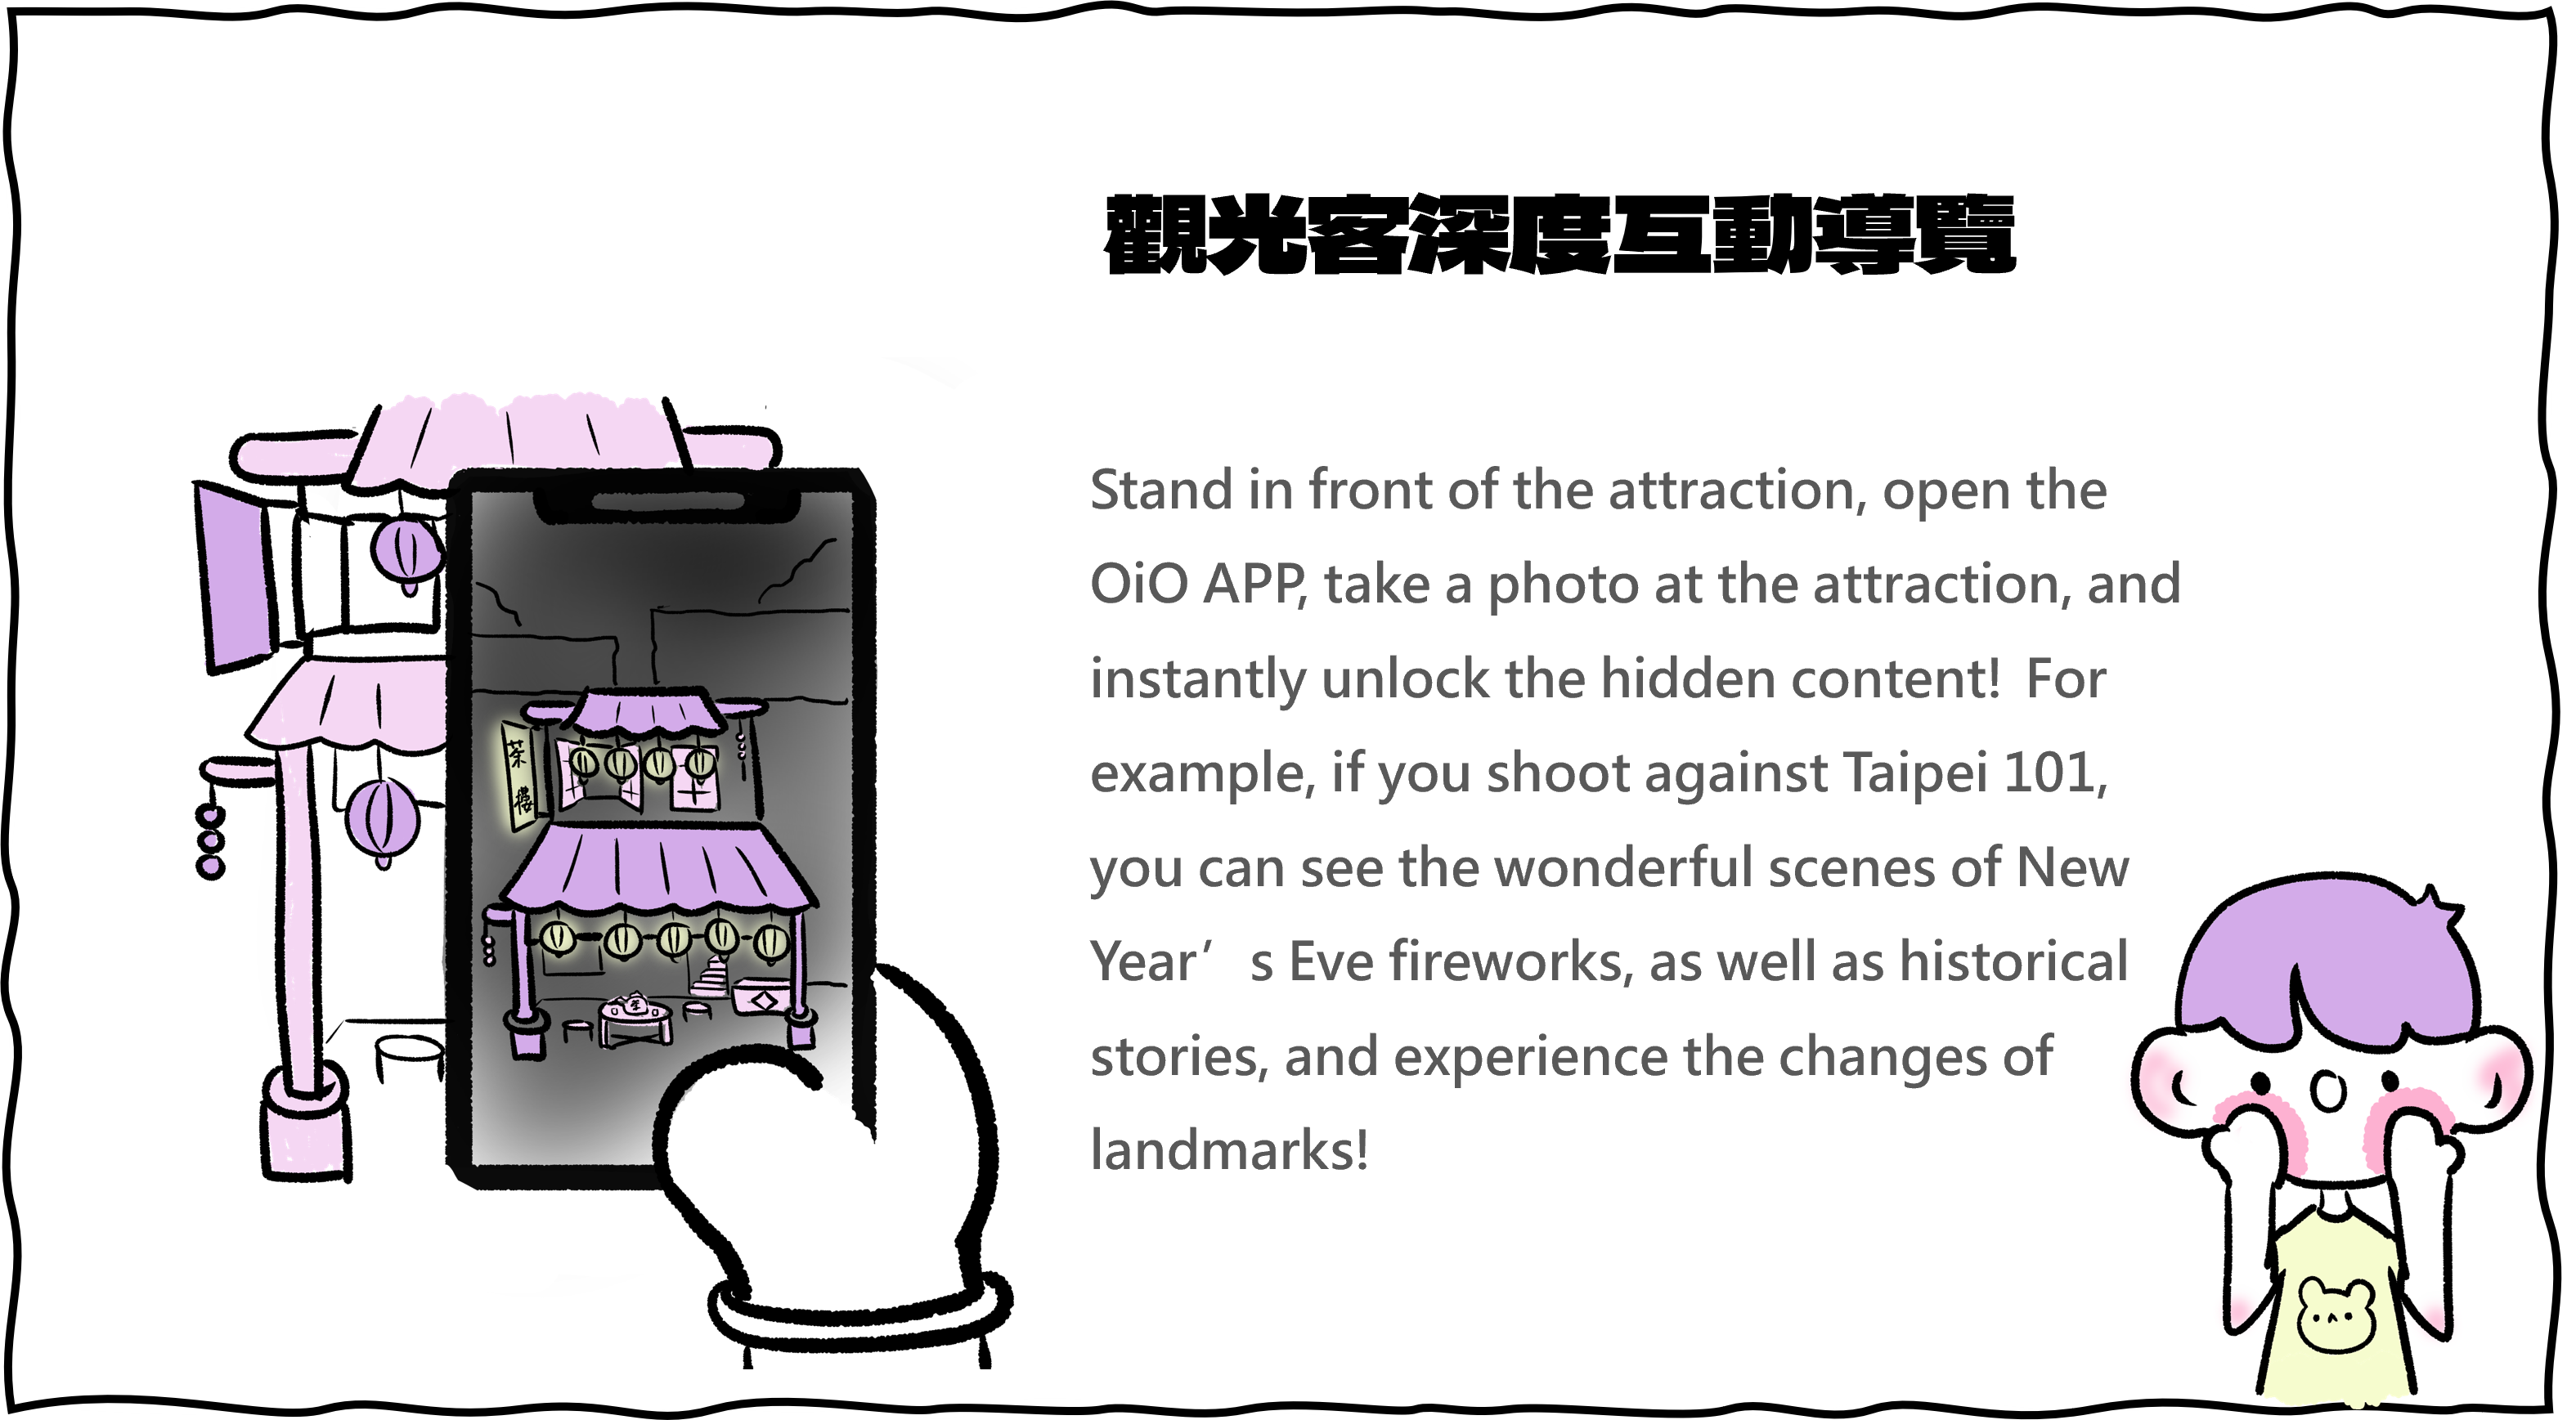 觀光客深度互動導覽
Stand in front of the attraction, open the
OiO APP, take a photo at the attraction, and
instantly unlock the hidden content!  For
example, if you shoot against Taipei 101,
you can see the wonderful scenes of New
Year’ s Eve fireworks, as well as historical
stories, and experience the changes of
landmarks!
茶
樓